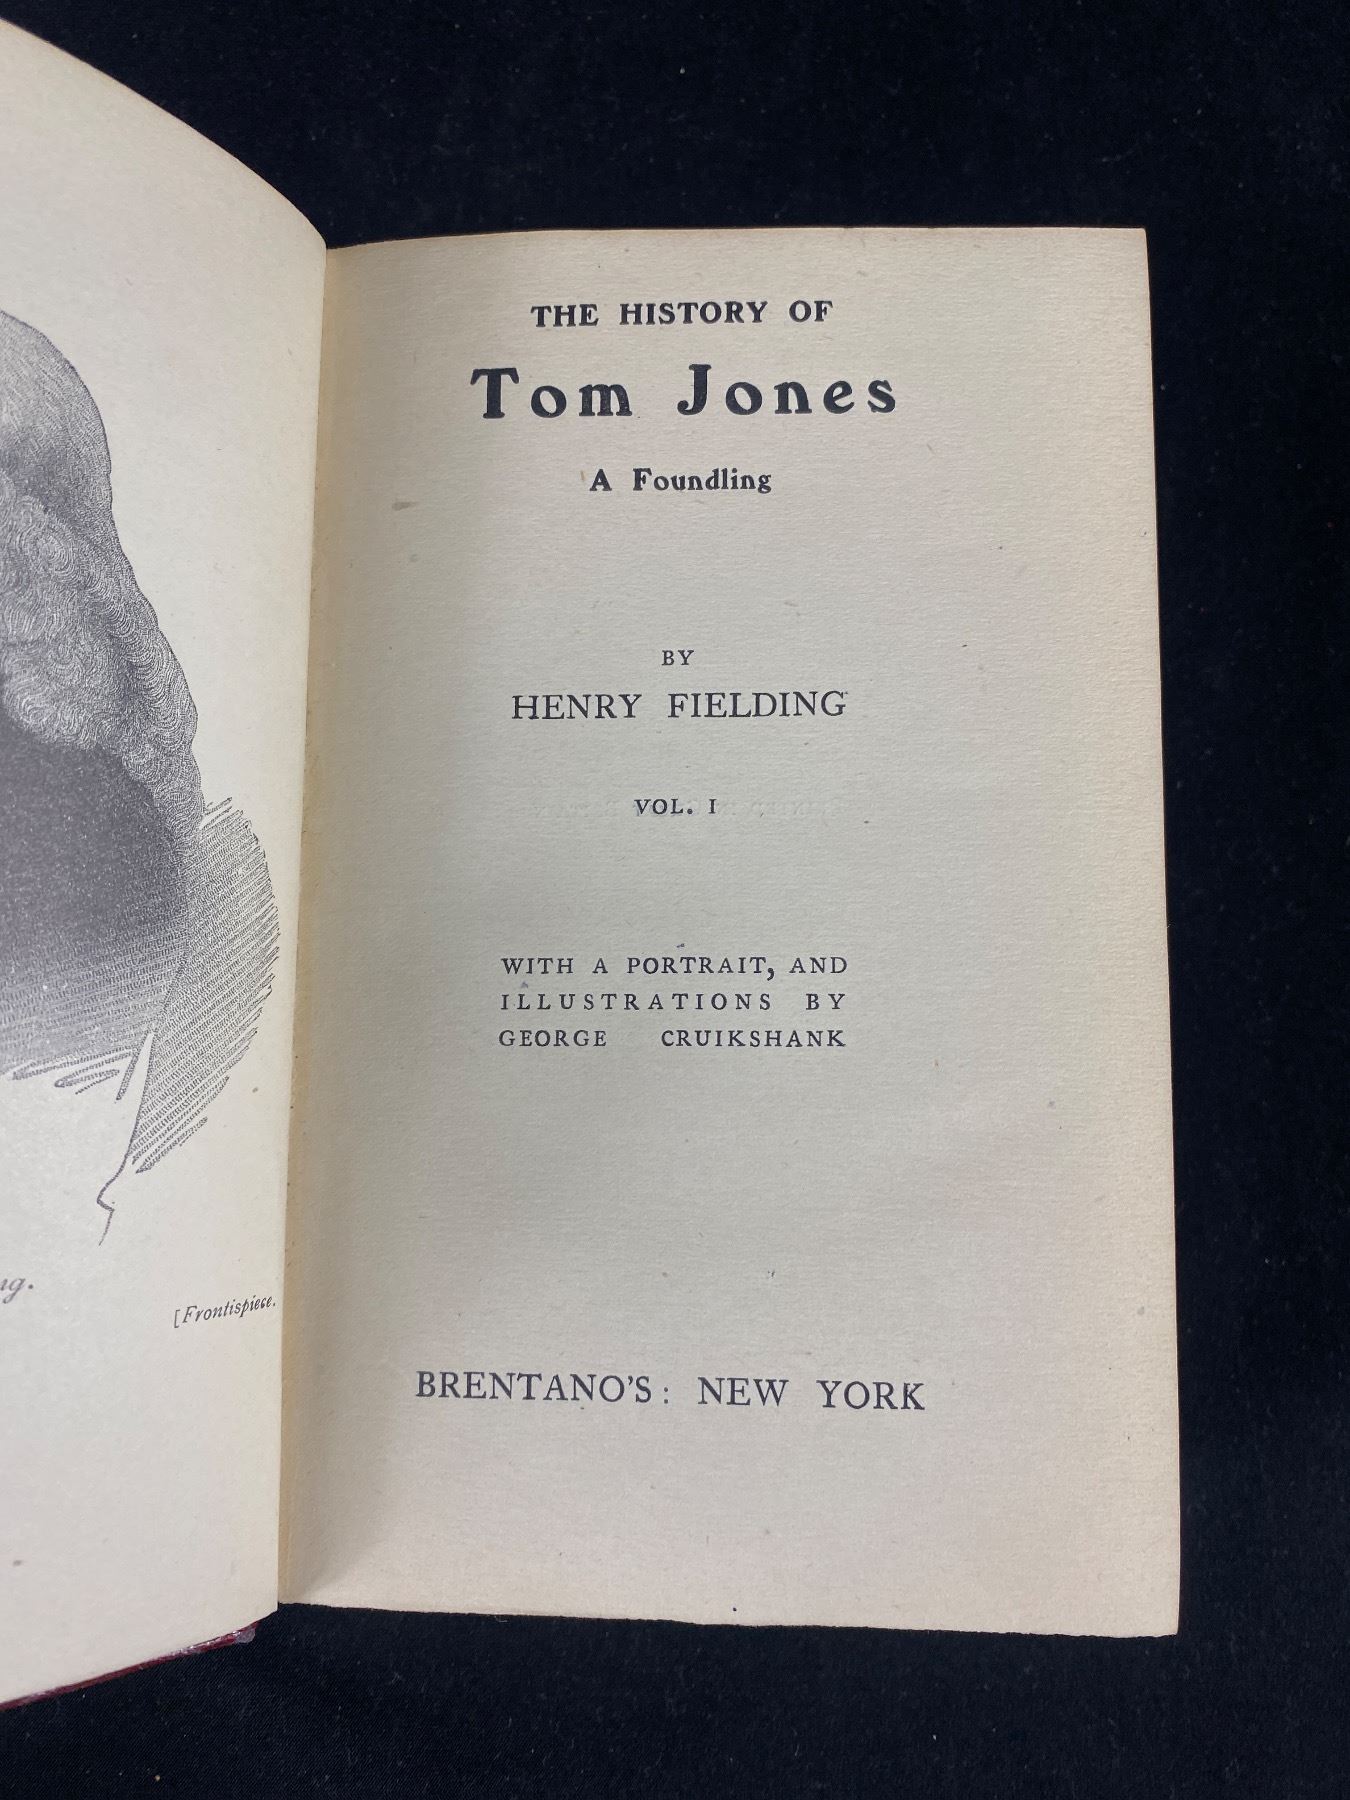 [Frontispiece.
THE HISTORY OF
Tom Jones
A Foundling
BY
HENRY FIELDING
VOL. I
WITH A PORTRAIT, AND
ILLUSTRATIONS BY
GEORGE CRUIKSHANK
BRENTANO'S: NEW YORK